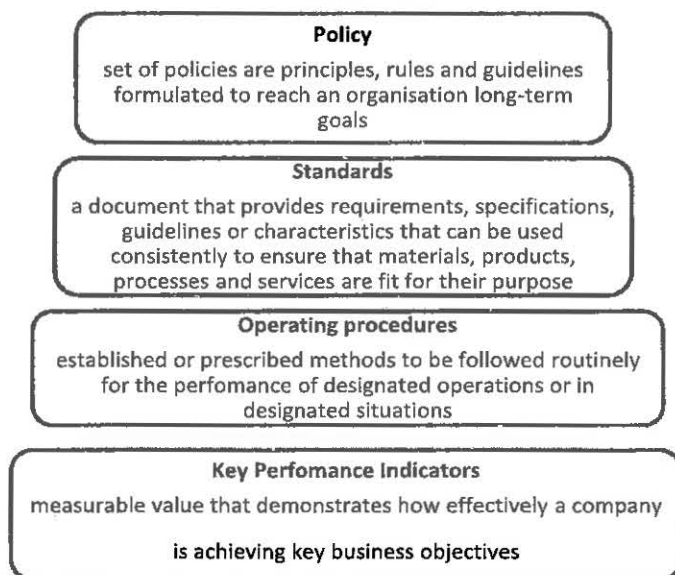 Policy
set of policies are principles, rules and guidelines
formulated to reach an organisation long-term
goals
Standards
a document that provides requirements, specifications,
guidelines or characteristics that can be used
consistently to ensure that materials, products,
processes and services are fit for their purpose
Operating procedures
established or prescribed methods to be followed routinely
for the perfomance of designated operations or in
designated situations
Key Perfomance Indicators
measurable value that demonstrates how effectively a company
is achieving key business objectives